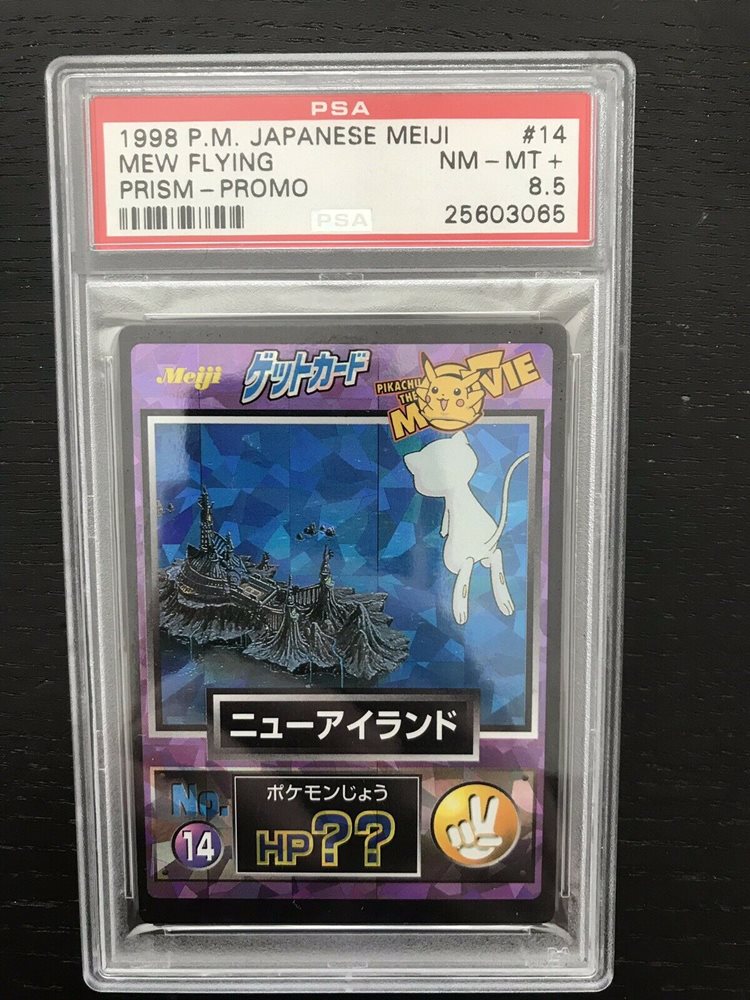 PSA
1998 P.M. JAPANESE MEIJI #14
MEW FLYING NM - MT +
PRISM - PROMO 8.5
PSA 25603065
Meiji ゲットカード PIKACHU THE MOVIE
ニューアイランド
No. 14
ポケモンじょう
HP??